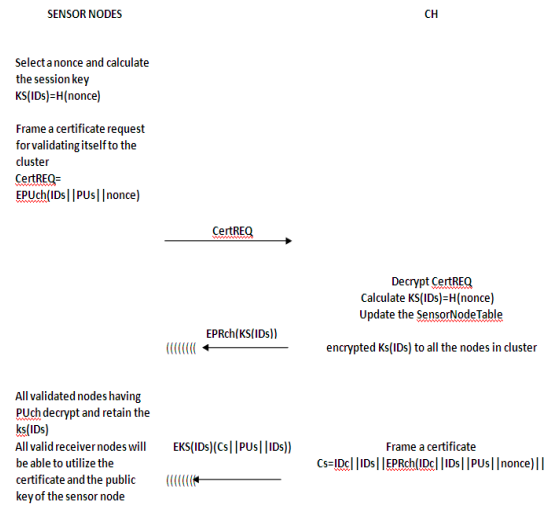 SENSOR NODES
CH
Select a nonce and calculate
the session key
KS(IDs)=H(nonce)
Frame a certificate request
for validating itself to the
cluster
CertREQ=
EPUch(IDs||PUs||nonce)
CertREQ
Decrypt CertREQ
Calculate KS(IDs)=H(nonce)
Update the SensorNodeTable
EPRch(KS(IDs))
((((((((
encrypted Ks(IDs) to all the nodes in cluster
All validated nodes having
PUch decrypt and retain the
ks(IDs)
All valid receiver nodes will
be able to utilize the
certificate and the public
key of the sensor node
EKS(IDs)(Cs||PUs||IDs))
((((((((
Frame a certificate
Cs=IDc||IDs||EPRch(IDc||IDs||PUs||nonce)||